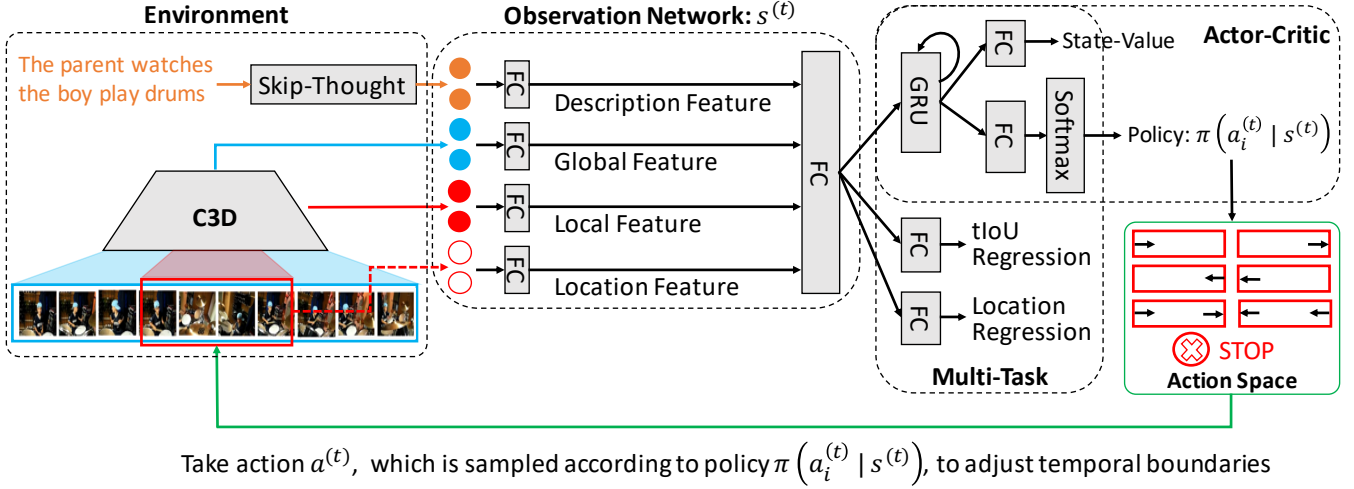 Environment
The parent watches
the boy play drums
Skip-Thought
C3D
Observation Network: s^(t)
FC
Description Feature
FC
Global Feature
FC
Local Feature
FC
Location Feature
FC
Actor-Critic
GRU
FC
State-Value
FC
Softmax
Policy: π(a_i^(t) | s^(t))
FC
tIoU
Regression
FC
Location
Regression
Multi-Task
STOP
Action Space
Take action a^(t), which is sampled according to policy π(a_i^(t) | s^(t)), to adjust temporal boundaries